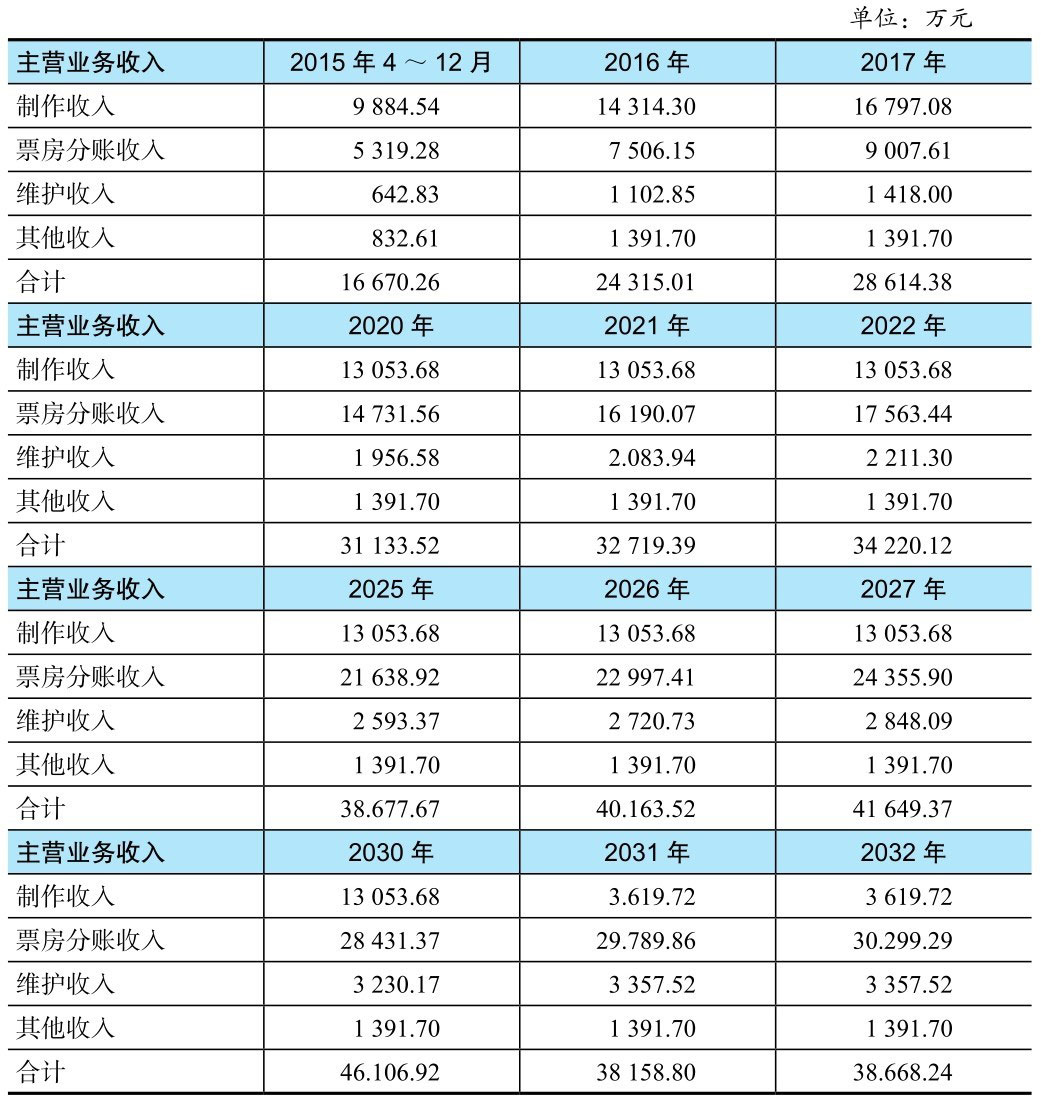 单位：万元
主营业务收入 2015 年 4 ～ 12 月 2016 年 2017 年
制作收入 9 884.54 14 314.30 16 797.08
票房分账收入 5 319.28 7 506.15 9 007.61
维护收入 642.83 1 102.85 1 418.00
其他收入 832.61 1 391.70 1 391.70
合计 16 670.26 24 315.01 28 614.38
主营业务收入 2020 年 2021 年 2022 年
制作收入 13 053.68 13 053.68 13 053.68
票房分账收入 14 731.56 16 190.07 17 563.44
维护收入 1 956.58 2.083.94 2 211.30
其他收入 1 391.70 1 391.70 1 391.70
合计 31 133.52 32 719.39 34 220.12
主营业务收入 2025 年 2026 年 2027 年
制作收入 13 053.68 13 053.68 13 053.68
票房分账收入 21 638.92 22 997.41 24 355.90
维护收入 2 593.37 2 720.73 2 848.09
其他收入 1 391.70 1 391.70 1 391.70
合计 38.677.67 40.163.52 41 649.37
主营业务收入 2030 年 2031 年 2032 年
制作收入 13 053.68 3.619.72 3 619.72
票房分账收入 28 431.37 29.789.86 30.299.29
维护收入 3 230.17 3 357.52 3 357.52
其他收入 1 391.70 1 391.70 1 391.70
合计 46.106.92 38 158.80 38.668.24